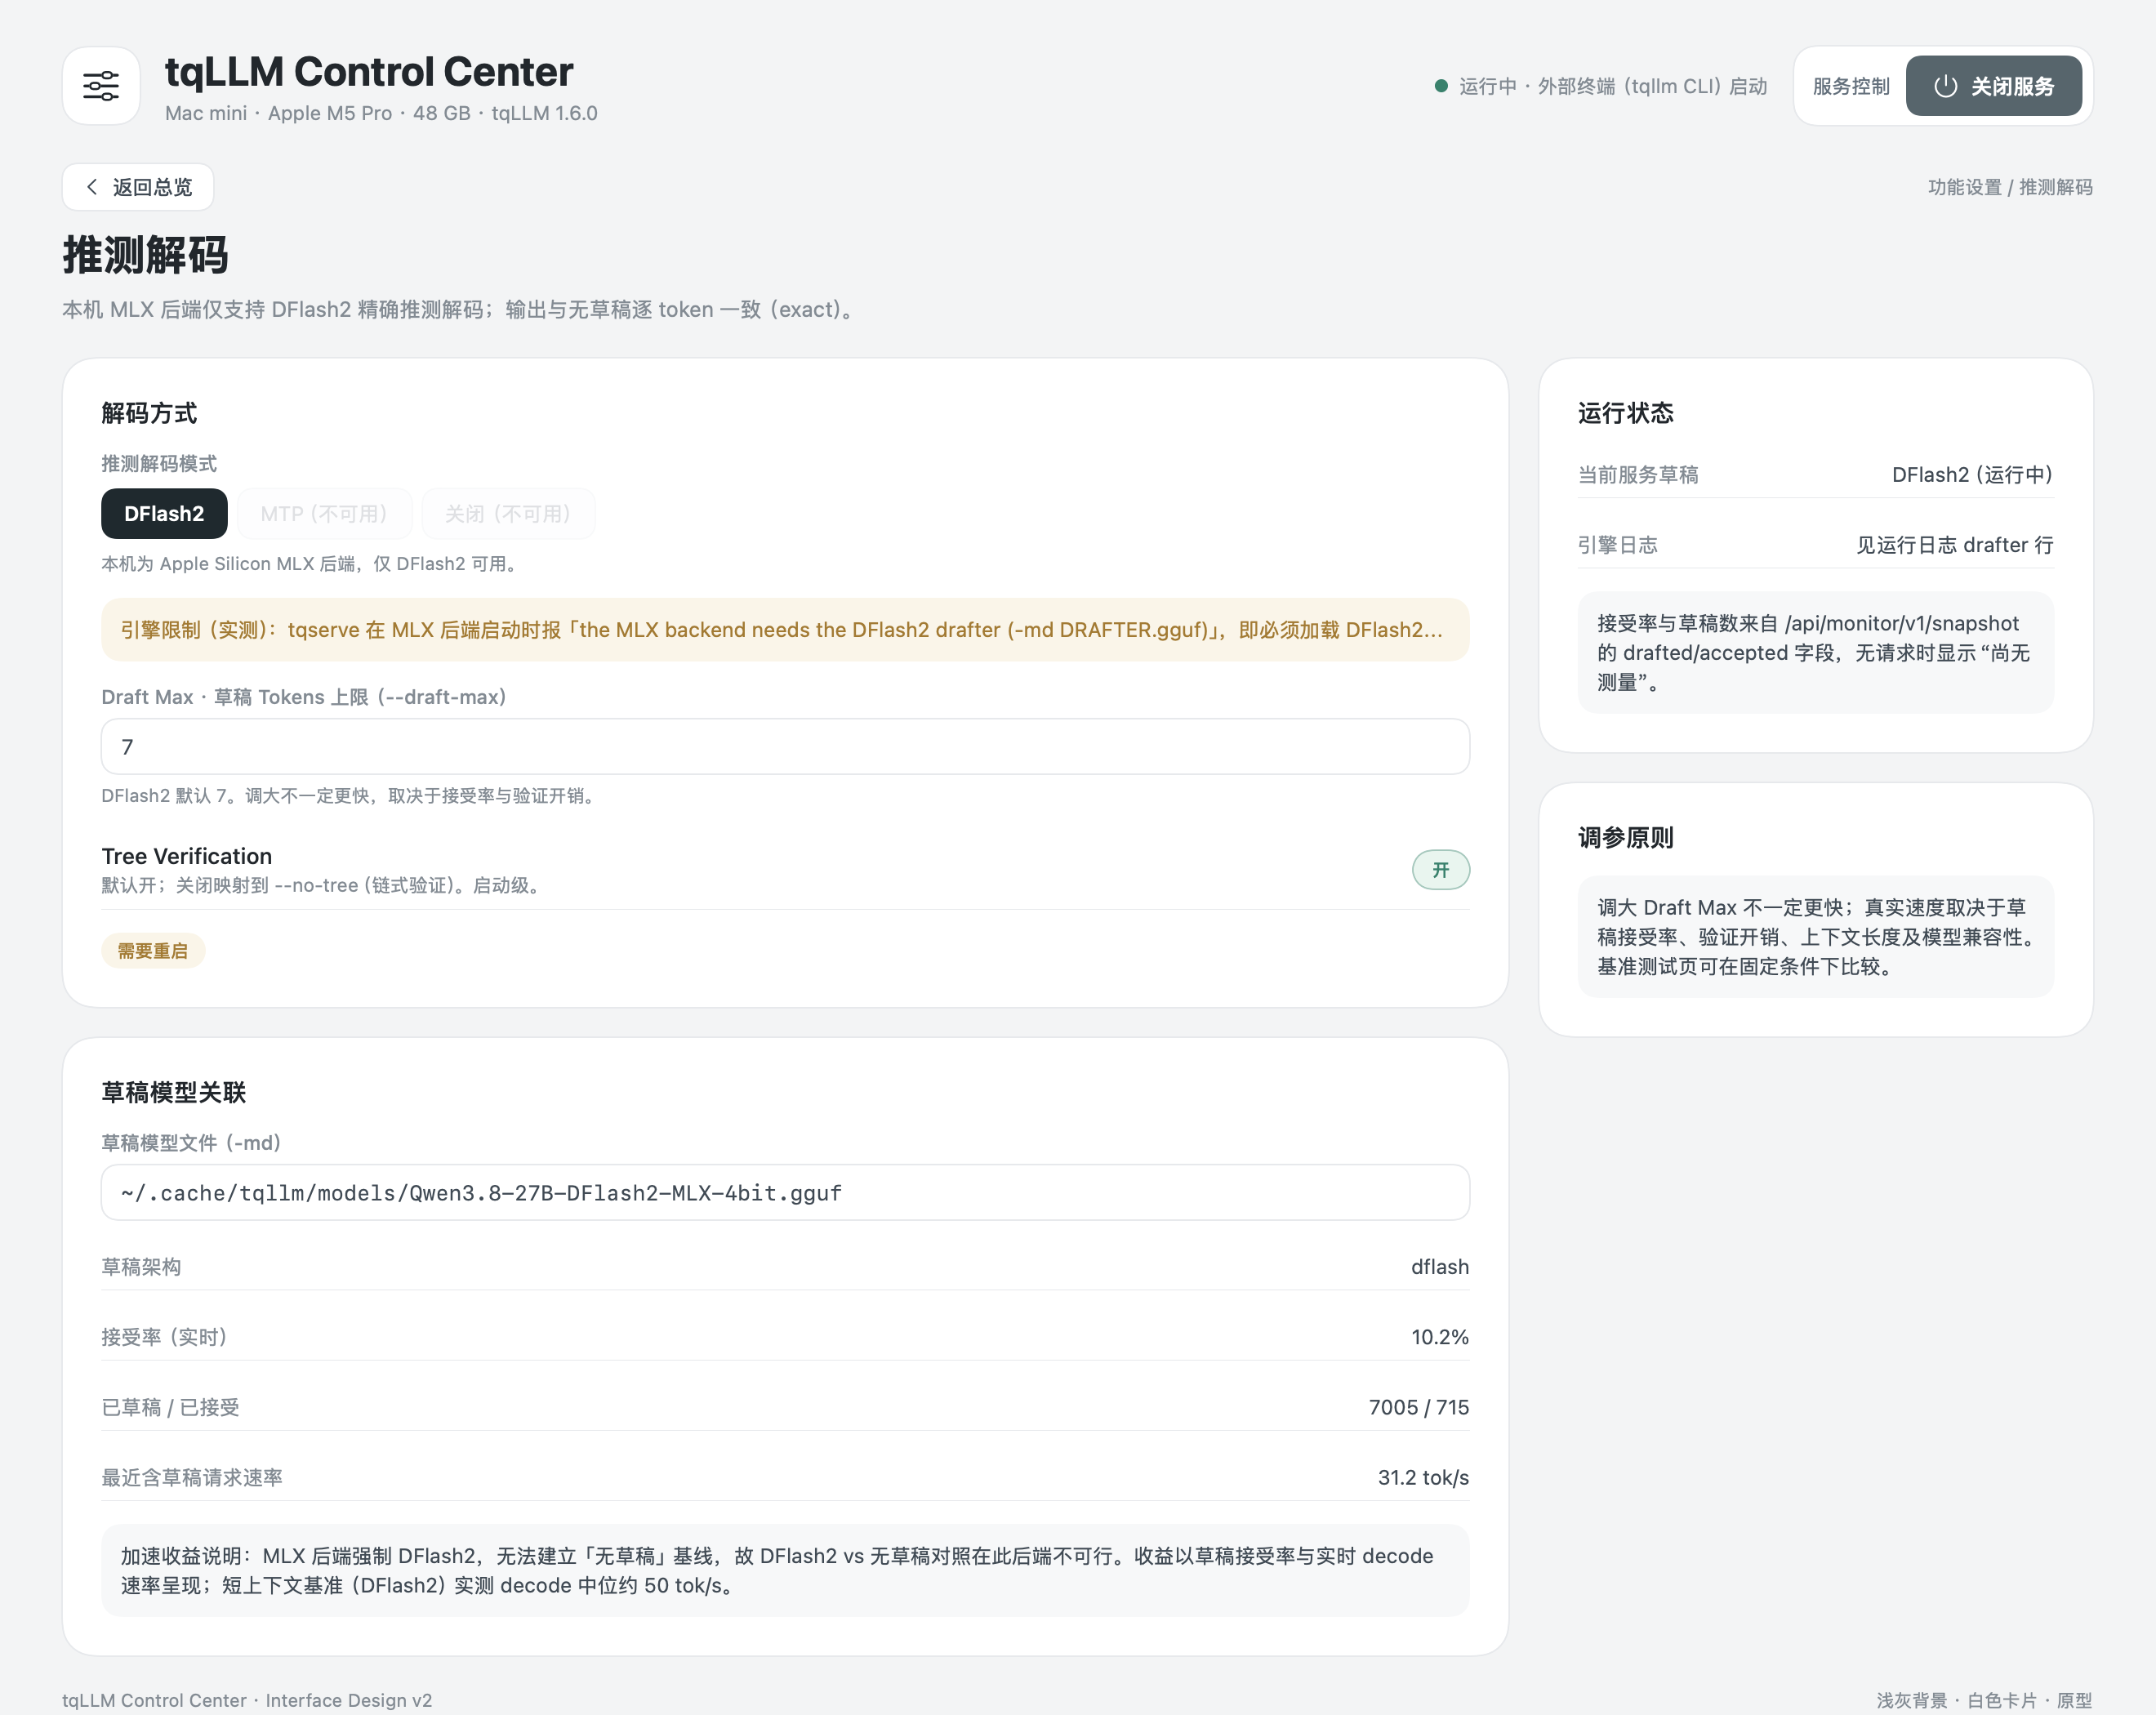 tqLLM Control Center
Mac mini · Apple M5 Pro · 48 GB · tqLLM 1.6.0
运行中 · 外部终端（tqllm CLI）启动
服务控制
关闭服务
返回总览
功能设置 / 推测解码
推测解码
本机 MLX 后端仅支持 DFlash2 精确推测解码；输出与无草稿逐 token 一致（exact）。
解码方式
推测解码模式
DFlash2
MTP (不可用)
关闭（不可用）
本机为 Apple Silicon MLX 后端，仅 DFlash2 可用。
引擎限制（实测）：tqserve 在 MLX 后端启动时报「the MLX backend needs the DFlash2 drafter (-md DRAFTER.gguf)」，即必须加载 DFlash2…
Draft Max · 草稿 Tokens 上限（--draft-max）
7
DFlash2 默认 7。调大不一定更快，取决于接受率与验证开销。
Tree Verification
默认开；关闭映射到 --no-tree (链式验证)。启动级。
开
需要重启
草稿模型关联
草稿模型文件（-md）
~/.cache/tqllm/models/Qwen3.8-27B-DFlash2-MLX-4bit.gguf
草稿架构
dflash
接受率（实时）
10.2%
已草稿 / 已接受
7005 / 715
最近含草稿请求速率
31.2 tok/s
加速收益说明：MLX 后端强制 DFlash2，无法建立「无草稿」基线，故 DFlash2 vs 无草稿对照在此后端不可行。收益以草稿接受率与实时 decode
速率呈现；短上下文基准（DFlash2）实测 decode 中位约 50 tok/s。
运行状态
当前服务草稿
DFlash2 (运行中)
引擎日志
见运行日志 drafter 行
接受率与草稿数来自 /api/monitor/v1/snapshot
的 drafted/accepted 字段，无请求时显示 “尚无
测量”。
调参原则
调大 Draft Max 不一定更快；真实速度取决于草
稿接受率、验证开销、上下文长度及模型兼容性。
基准测试页可在固定条件下比较。
tqLLM Control Center · Interface Design v2
浅灰背景 · 白色卡片 · 原型